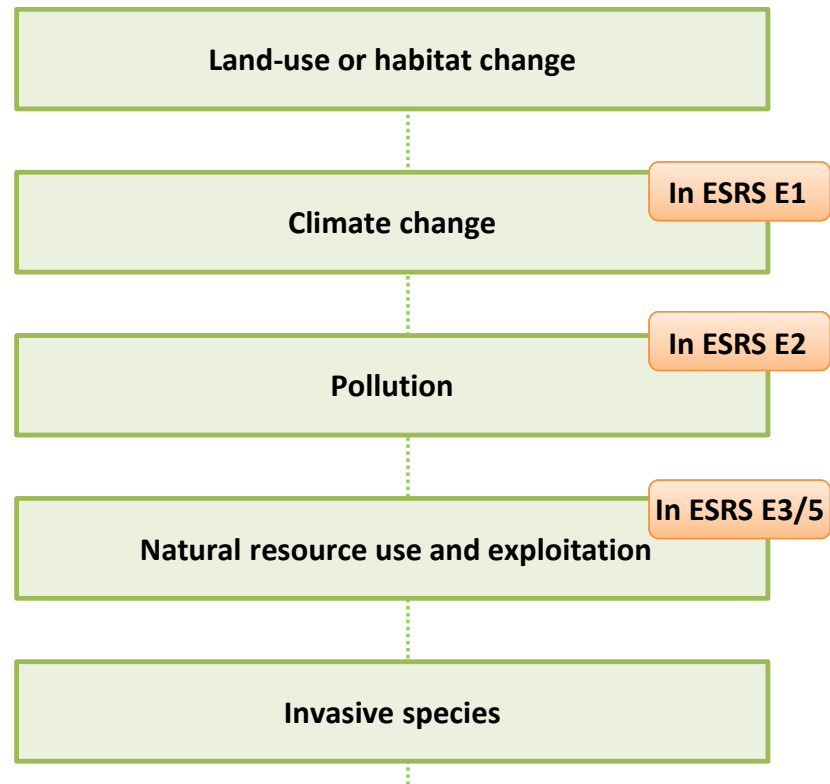 Land-use or habitat change
In ESRS E1
Climate change
In ESRS E2
Pollution
In ESRS E3/5
Natural resource use and exploitation
Invasive species